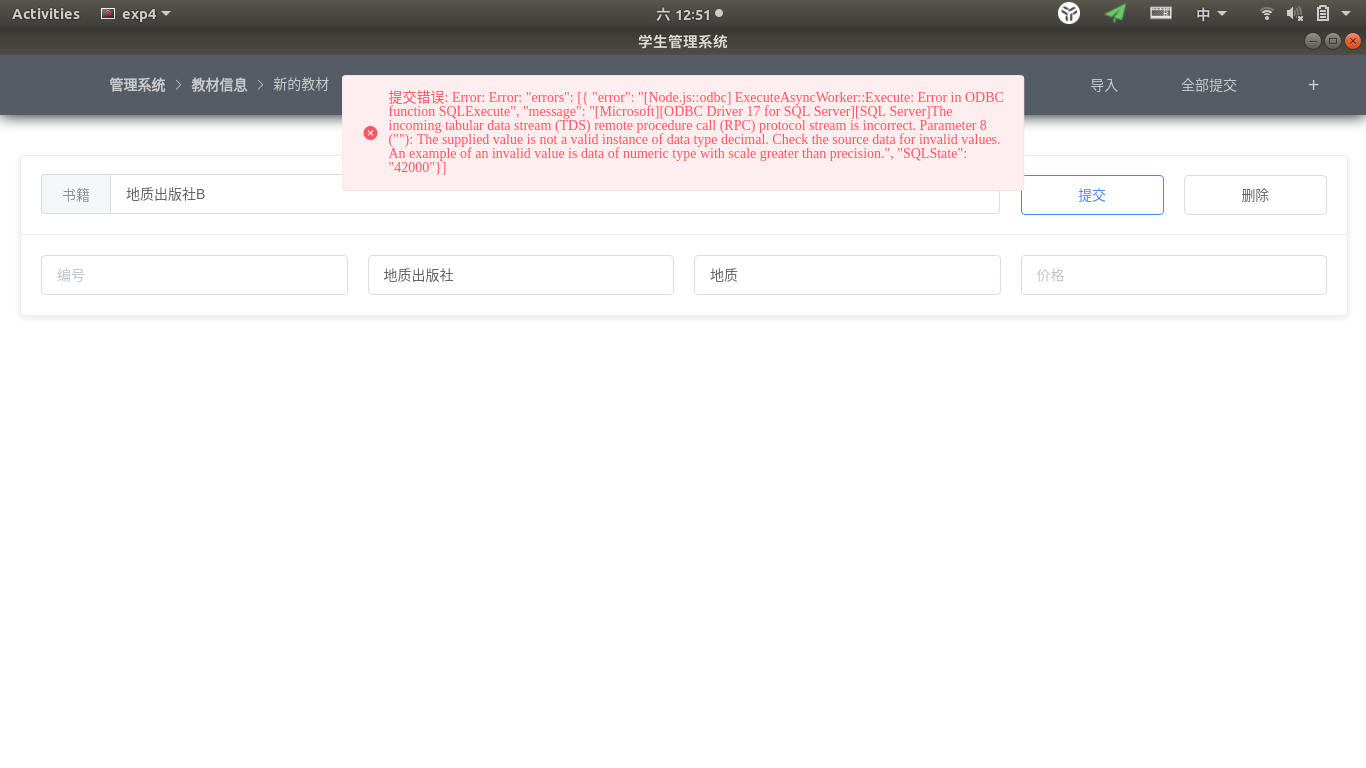 Activities
exp4
六 12:51
中
学生管理系统
管理系统
教材信息
新的教材
导入
全部提交
+
提交错误: Error: Error: "errors": [{ "error": "[Node.js::odbc] ExecuteAsyncWorker::Execute: Error in ODBC
function SQLExecute", "message": "[Microsoft][ODBC Driver 17 for SQL Server][SQL Server]The
incoming tabular data stream (TDS) remote procedure call (RPC) protocol stream is incorrect. Parameter 8
(""): The supplied value is not a valid instance of data type decimal. Check the source data for invalid values.
An example of an invalid value is data of numeric type with scale greater than precision.", "SQLState":
"42000"}]
书籍
地质出版社B
提交
删除
编号
地质出版社
地质
价格